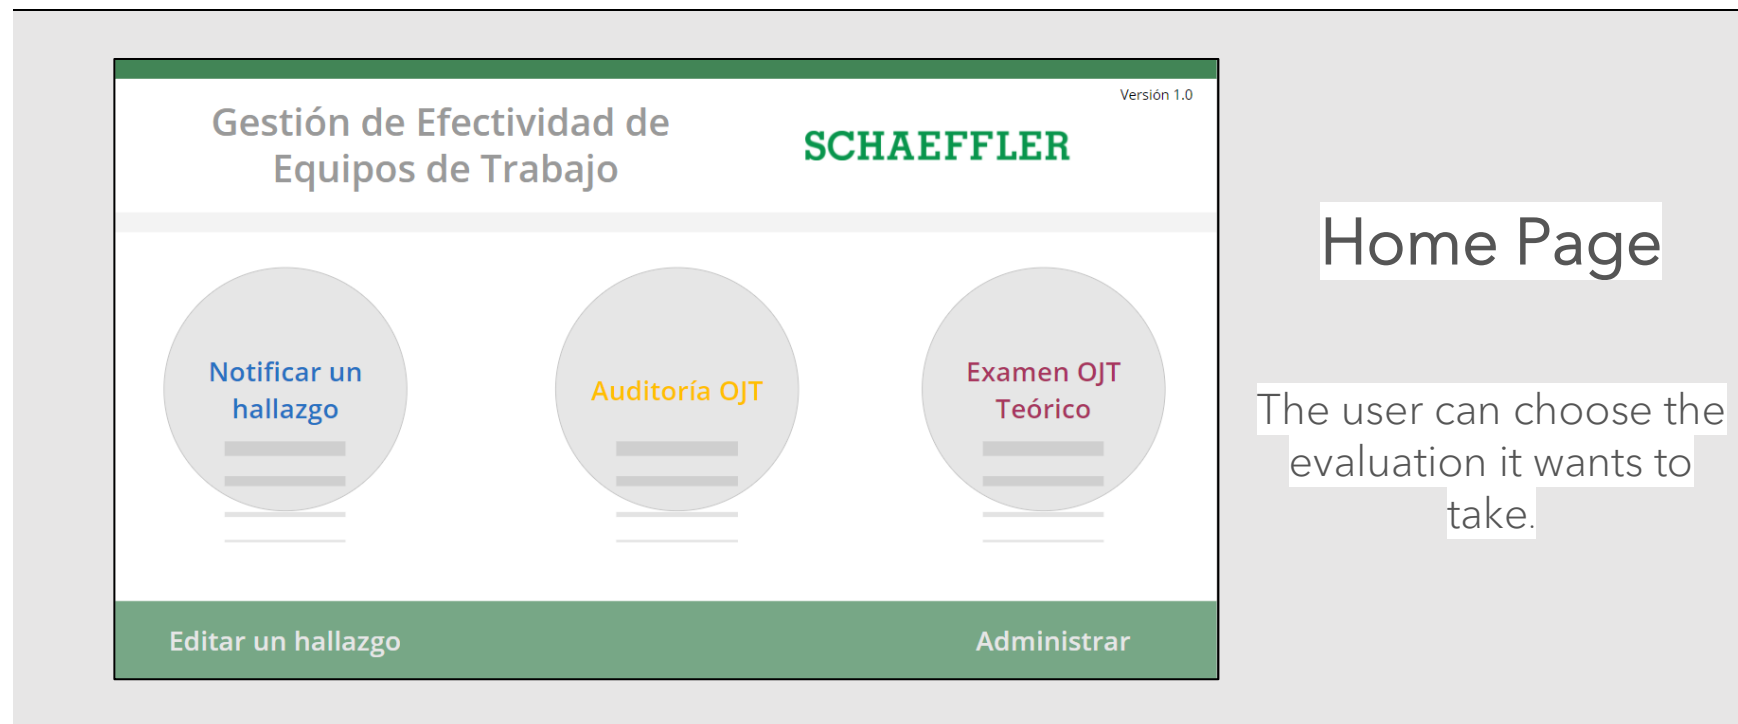 Versión 1.0
Gestión de Efectividad de
Equipos de Trabajo
SCHAEFFLER
Notificar un
hallazgo
Auditoría OJT
Examen OJT
Teórico
Editar un hallazgo
Administrar
Home Page
The user can choose the
evaluation it wants to
take.